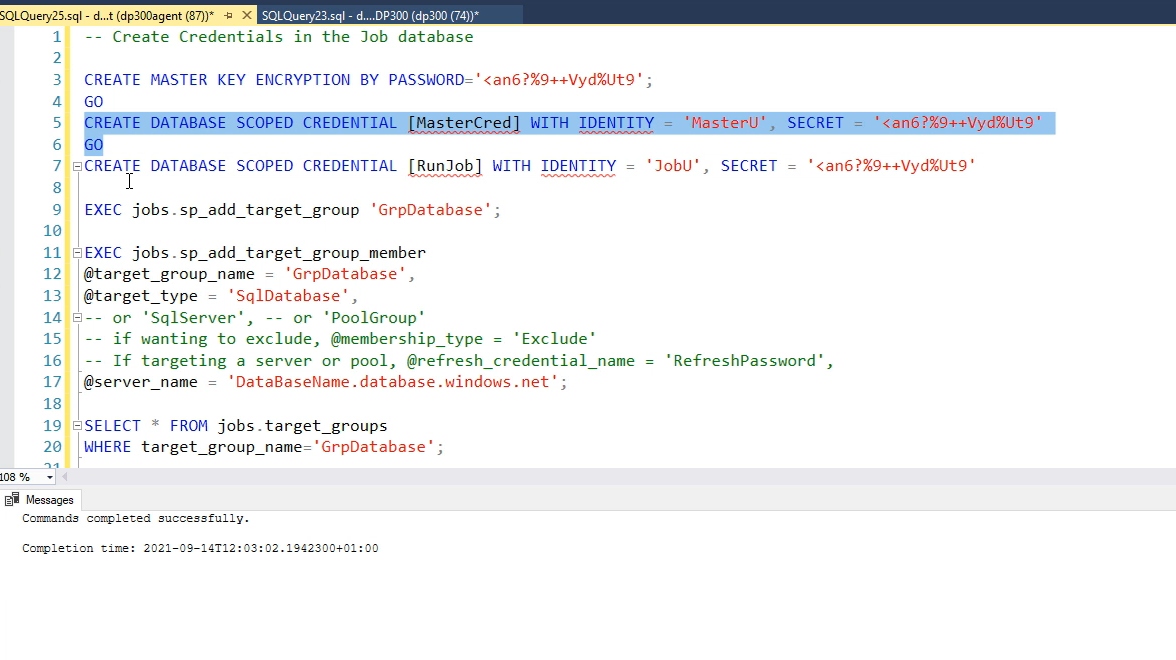 SQLQuery25.sql - d...t (dp300agent (87))* SQLQuery23.sql - d....DP300 (dp300 (74))*
1 -- Create Credentials in the Job database
2
3 CREATE MASTER KEY ENCRYPTION BY PASSWORD='<an6?%9++Vyd%Ut9';
4 GO
5 CREATE DATABASE SCOPED CREDENTIAL [MasterCred] WITH IDENTITY = 'MasterU', SECRET = '<an6?%9++Vyd%Ut9'
6 GO
7 CREATE DATABASE SCOPED CREDENTIAL [RunJob] WITH IDENTITY = 'JobU', SECRET = '<an6?%9++Vyd%Ut9'
8
9 EXEC jobs.sp_add_target_group 'GrpDatabase';
10
11 EXEC jobs.sp_add_target_group_member
12 @target_group_name = 'GrpDatabase',
13 @target_type = 'SqlDatabase',
14 -- or 'SqlServer', -- or 'PoolGroup'
15 -- if wanting to exclude, @membership_type = 'Exclude'
16 -- If targeting a server or pool, @refresh_credential_name = 'RefreshPassword',
17 @server_name = 'DataBaseName.database.windows.net';
18
19 SELECT * FROM jobs.target_groups
20 WHERE target_group_name='GrpDatabase';
21
108 %
Messages
Commands completed successfully.
Completion time: 2021-09-14T12:03:02.1942300+01:00